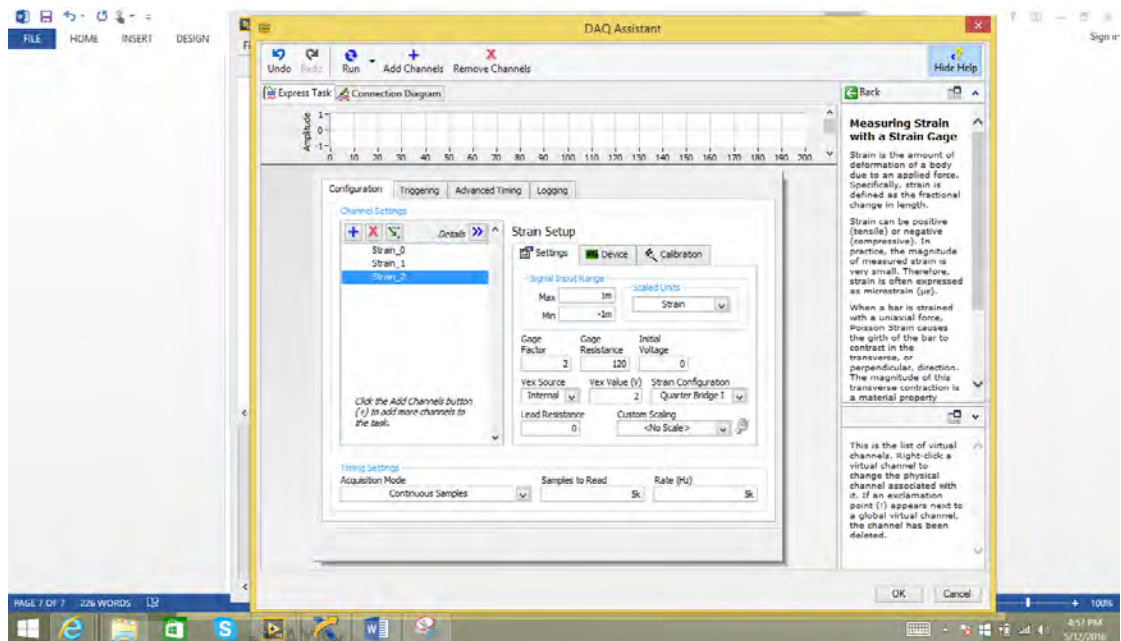 DAQ Assistant
FILE HOME INSERT DESIGN
Sign in
Undo Redo Run Add Channels Remove Channels
Hide Help
Express Task Connection Diagram
Back
Amplitude
1
0
-1
0 10 20 30 40 50 60 70 80 90 100 110 120 130 140 150 160 170 180 190 200
Configuration Triggering Advanced Timing Logging
Channel Settings
Details
Strain_0
Strain_1
Strain_2
Click the Add Channels button
(+) to add more channels to
the task.
Strain Setup
Settings Device Calibration
Signal Input Range
Max 1m
Min -1m
Scaled Units
Strain
Gage Factor
2
Gage Resistance
120
Initial Voltage
0
Vex Source
Internal
Vex Value (V)
2
Strain Configuration
Quarter Bridge I
Lead Resistance
0
Custom Scaling
<No Scale>
Timing Settings
Acquisition Mode
Continuous Samples
Samples to Read
5k
Rate (Hz)
5k
Measuring Strain
with a Strain Gage
Strain is the amount of
deformation of a body
due to an applied force.
Specifically, strain is
defined as the fractional
change in length.
Strain can be positive
(tensile) or negative
(compressive). In
practice, the magnitude
of measured strain is
very small. Therefore,
strain is often expressed
as microstrain (µε).
When a bar is strained
with a uniaxial force,
Poisson Strain causes
the girth of the bar to
contract in the
transverse, or
perpendicular, direction.
The magnitude of this
transverse contraction is
a material property
This is the list of virtual
channels. Right-click a
virtual channel to
change the physical
channel associated with
it. If an exclamation
point (!) appears next to
a global virtual channel,
the channel has been
deleted.
OK Cancel
PAGE 7 OF 7 226 WORDS
100%
4:57 PM
5/12/2016